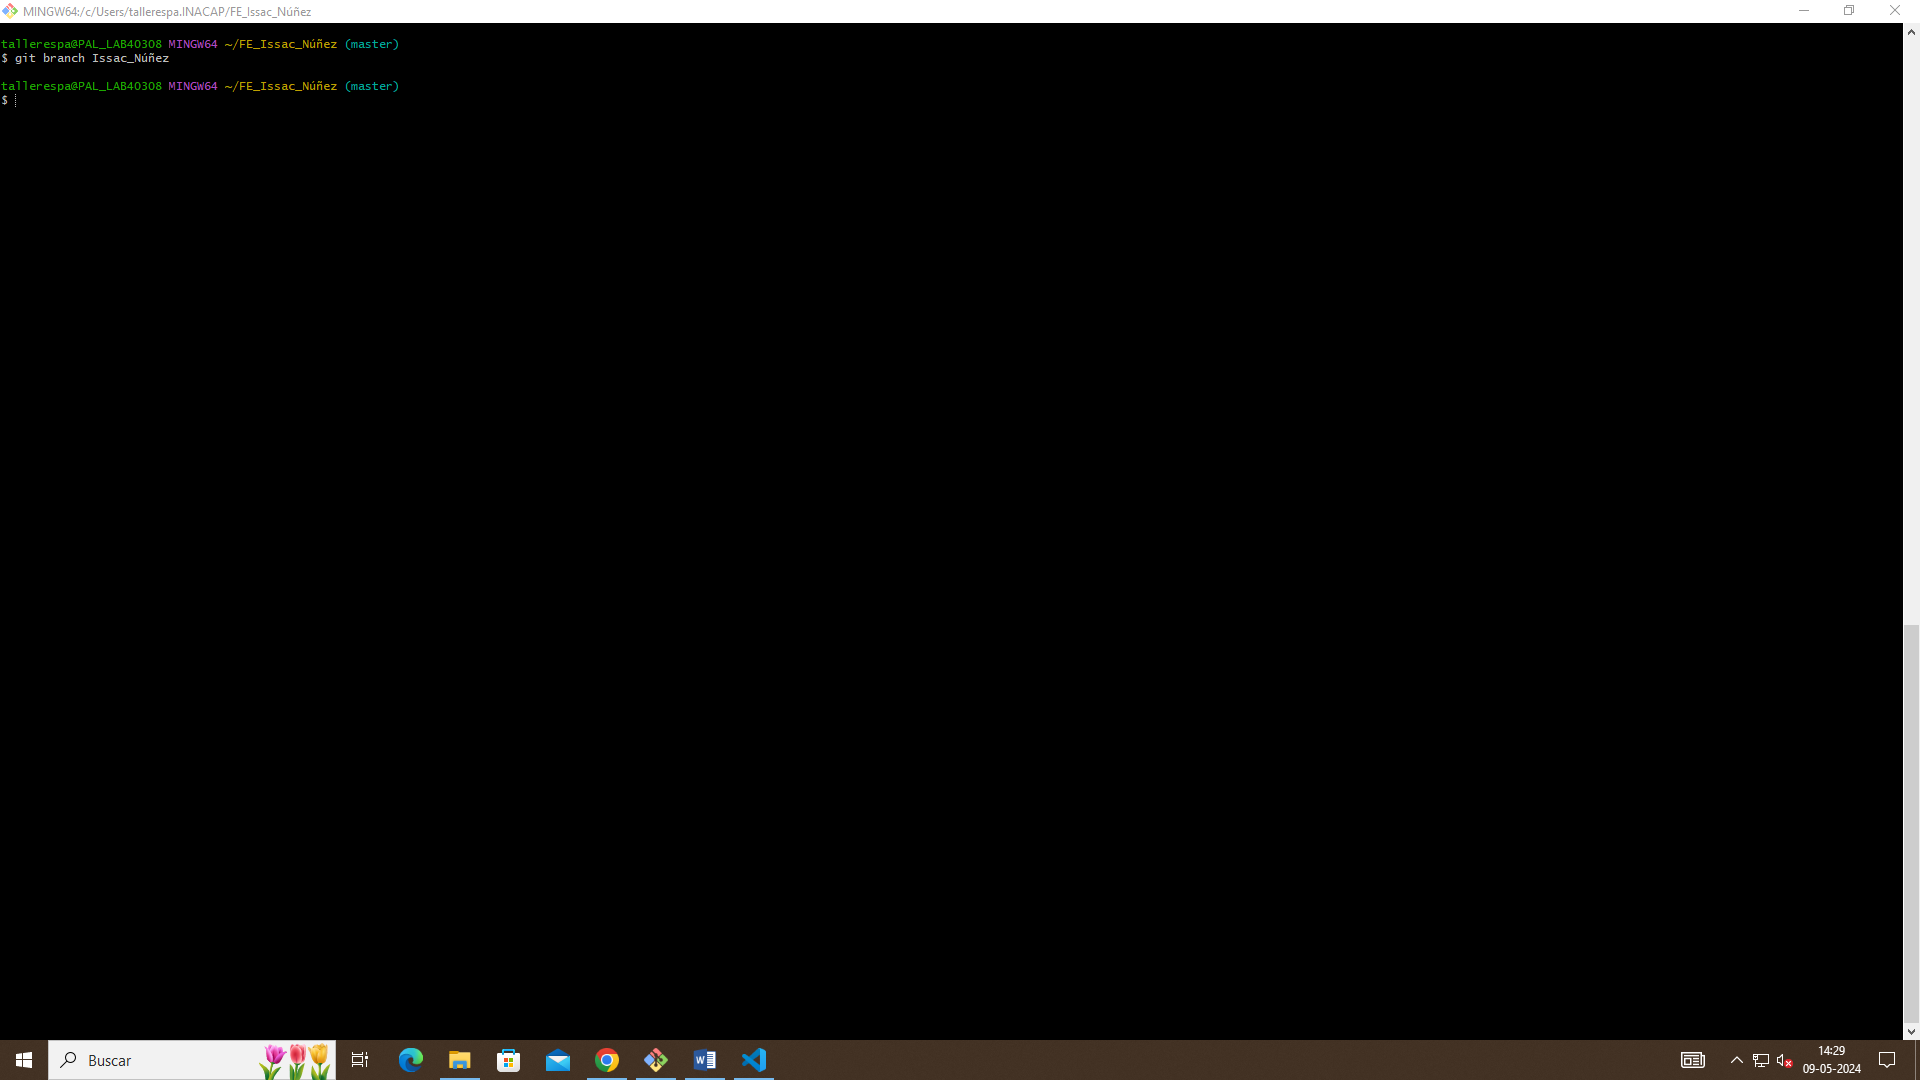 MINGW64:/c/Users/tallerespa.INACAP/FE_Issac_Núñez
tallerespa@PAL_LAB40308 MINGW64 ~/FE_Issac_Núñez (master)
$ git branch Issac_Núñez
tallerespa@PAL_LAB40308 MINGW64 ~/FE_Issac_Núñez (master)
$
Buscar
14:29
09-05-2024